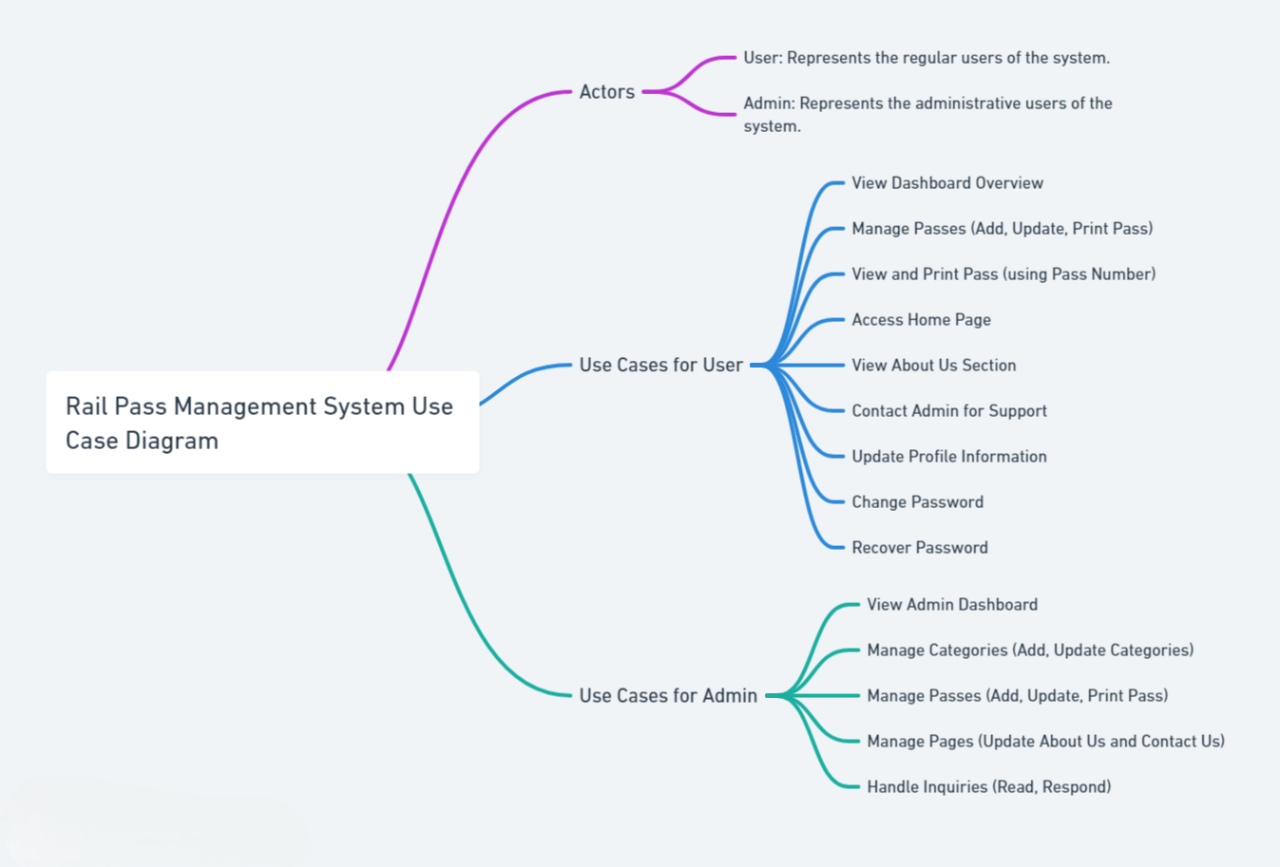 Actors
User: Represents the regular users of the system.
Admin: Represents the administrative users of the
system.
Rail Pass Management System Use
Case Diagram
Use Cases for User
View Dashboard Overview
Manage Passes (Add, Update, Print Pass)
View and Print Pass (using Pass Number)
Access Home Page
View About Us Section
Contact Admin for Support
Update Profile Information
Change Password
Recover Password
Use Cases for Admin
View Admin Dashboard
Manage Categories (Add, Update Categories)
Manage Passes (Add, Update, Print Pass)
Manage Pages (Update About Us and Contact Us)
Handle Inquiries (Read, Respond)